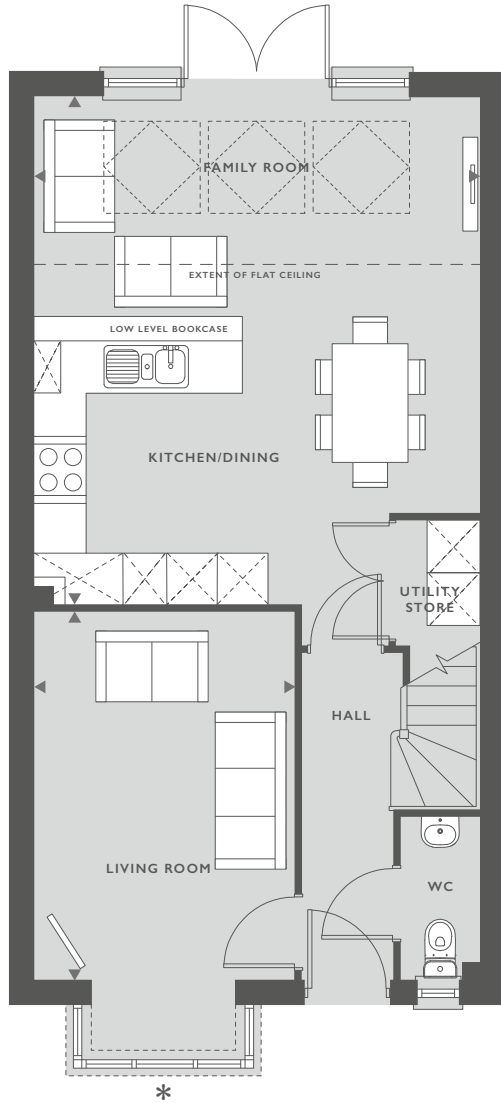 FAMILY ROOM
EXTENT OF FLAT CEILING
LOW LEVEL BOOKCASE
KITCHEN/DINING
UTILITY
STORE
HALL
LIVING ROOM
WC
*